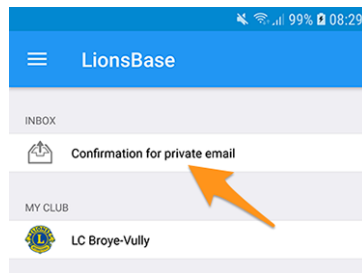 99% 08:29
LionsBase
INBOX
Confirmation for private email
MY CLUB
LC Broye-Vully